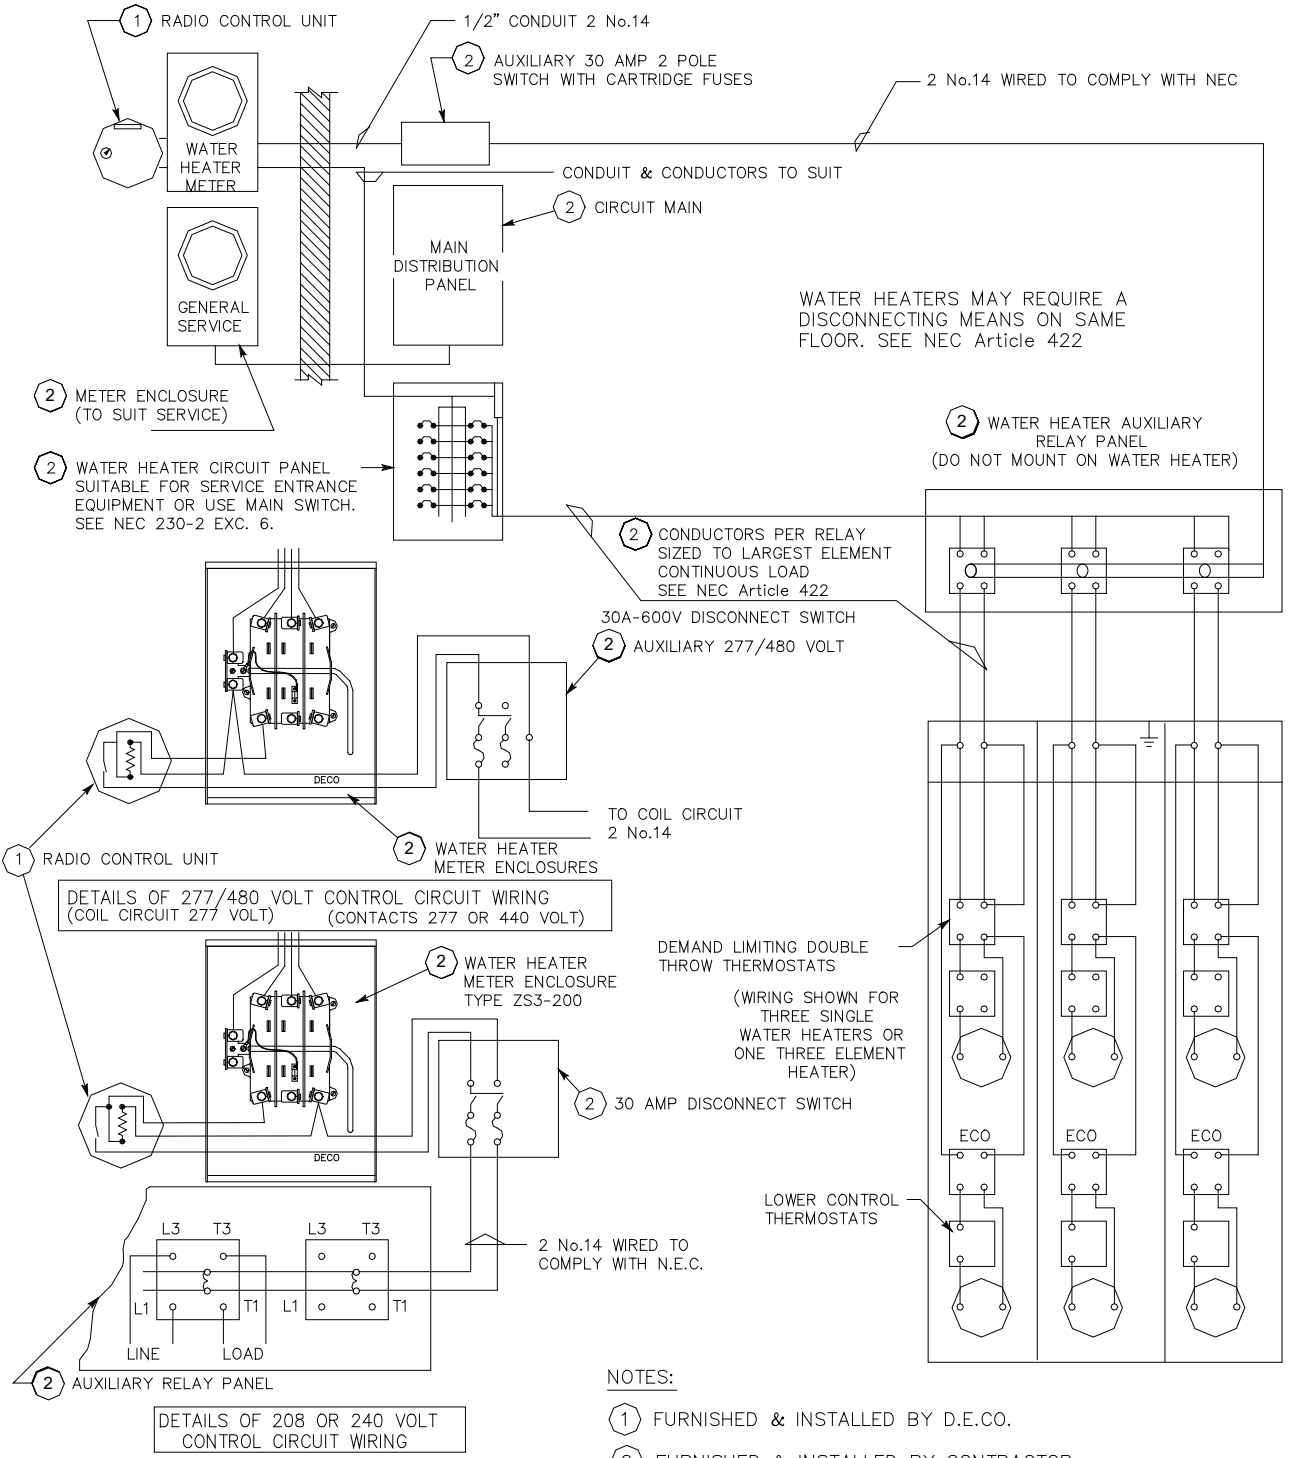 1 RADIO CONTROL UNIT
1/2" CONDUIT 2 No.14
2 AUXILIARY 30 AMP 2 POLE
SWITCH WITH CARTRIDGE FUSES
2 No.14 WIRED TO COMPLY WITH NEC
WATER
HEATER
METER
CONDUIT & CONDUCTORS TO SUIT
2 CIRCUIT MAIN
MAIN
DISTRIBUTION
PANEL
GENERAL
SERVICE
WATER HEATERS MAY REQUIRE A
DISCONNECTING MEANS ON SAME
FLOOR. SEE NEC Article 422
2 METER ENCLOSURE
(TO SUIT SERVICE)
2 WATER HEATER AUXILIARY
RELAY PANEL
(DO NOT MOUNT ON WATER HEATER)
2 WATER HEATER CIRCUIT PANEL
SUITABLE FOR SERVICE ENTRANCE
EQUIPMENT OR USE MAIN SWITCH.
SEE NEC 230-2 EXC. 6.
2 CONDUCTORS PER RELAY
SIZED TO LARGEST ELEMENT
CONTINUOUS LOAD
SEE NEC Article 422
30A-600V DISCONNECT SWITCH
2 AUXILIARY 277/480 VOLT
DECO
TO COIL CIRCUIT
2 No.14
2 WATER HEATER
METER ENCLOSURES
1 RADIO CONTROL UNIT
DETAILS OF 277/480 VOLT CONTROL CIRCUIT WIRING
(COIL CIRCUIT 277 VOLT) (CONTACTS 277 OR 440 VOLT)
2 WATER HEATER
METER ENCLOSURE
TYPE ZS3-200
DEMAND LIMITING DOUBLE
THROW THERMOSTATS
(WIRING SHOWN FOR
THREE SINGLE
WATER HEATERS OR
ONE THREE ELEMENT
HEATER)
2 30 AMP DISCONNECT SWITCH
DECO
ECO ECO ECO
LOWER CONTROL
THERMOSTATS
L3 T3 L3 T3
2 No.14 WIRED TO
COMPLY WITH N.E.C.
L1 T1 L1 T1
LINE LOAD
2 AUXILIARY RELAY PANEL
DETAILS OF 208 OR 240 VOLT
CONTROL CIRCUIT WIRING
NOTES:
1 FURNISHED & INSTALLED BY D.E.CO.
2 FURNISHED & INSTALLED BY CONTRACTOR